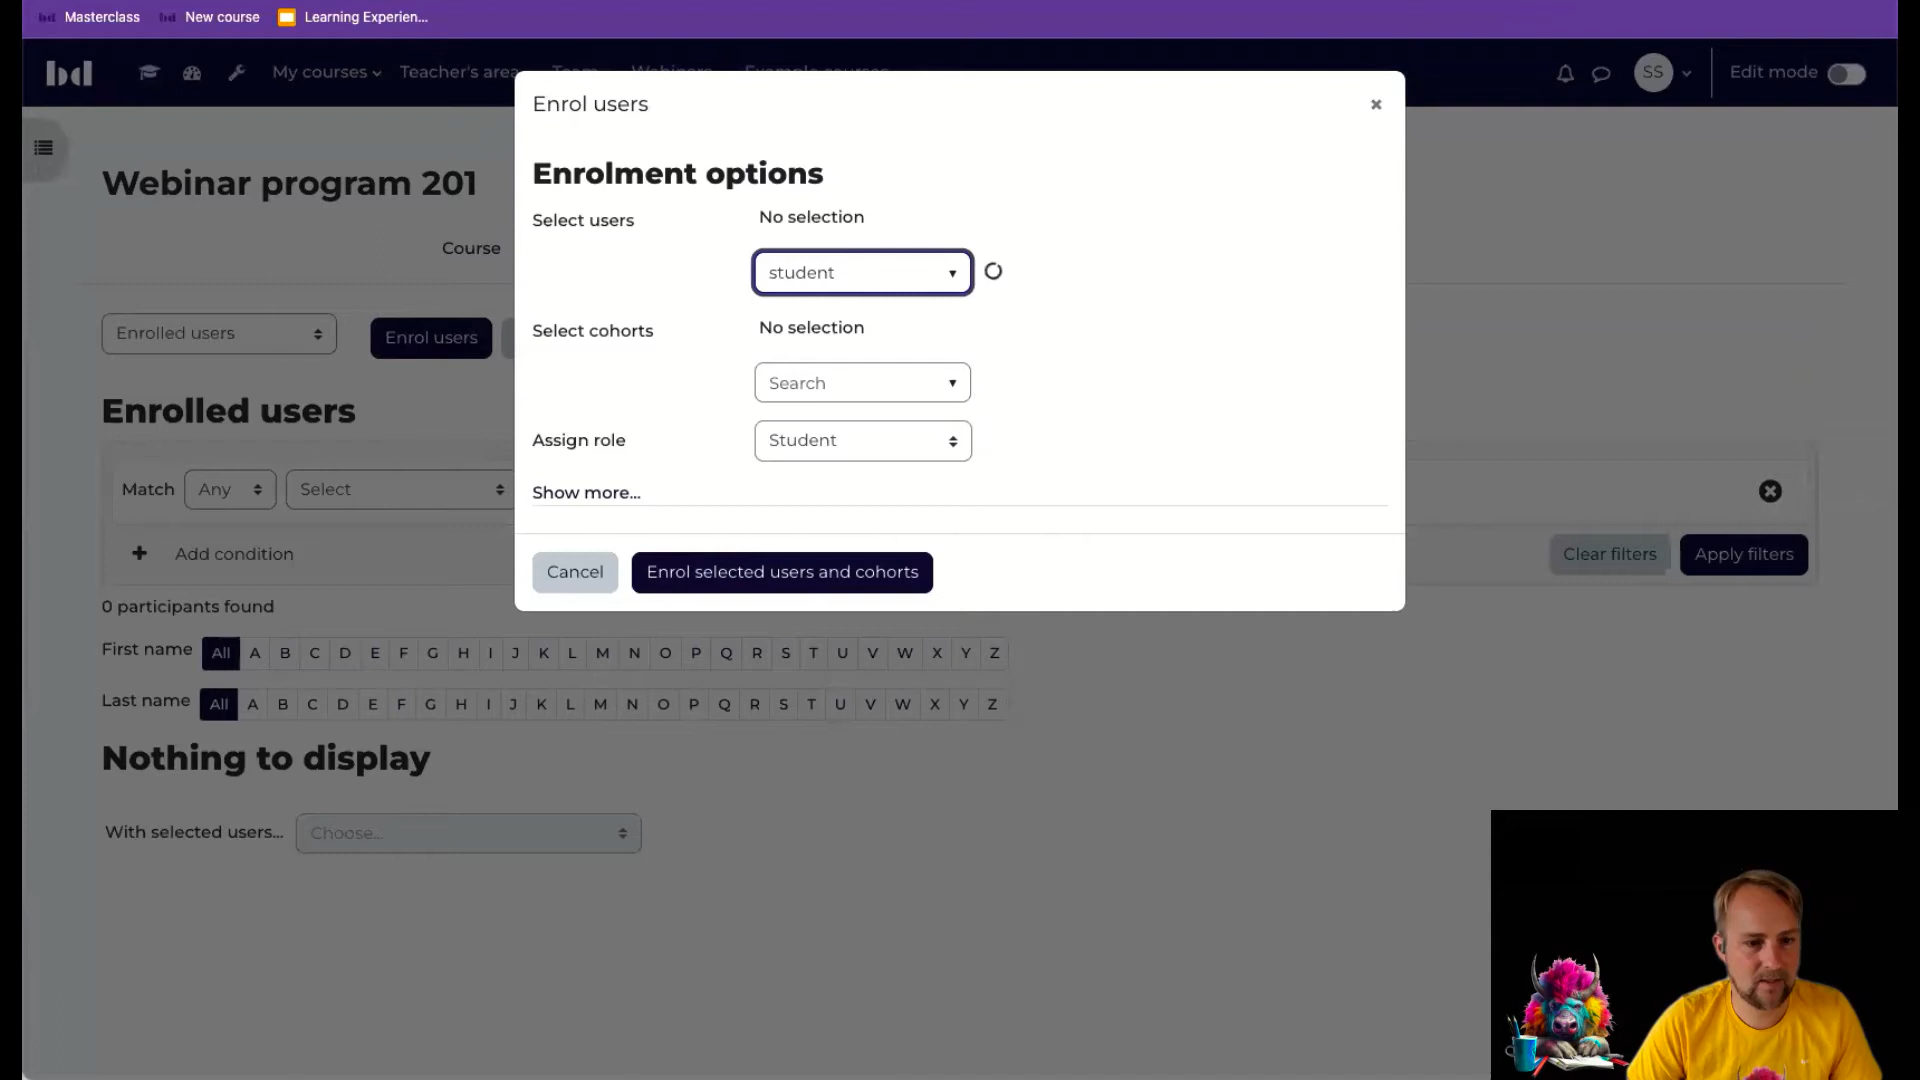 Masterclass New course Learning Experien...
bd My courses Teacher's area SS Edit mode
Enrol users
Webinar program 201
Enrolment options
Select users No selection
Course
student
Select cohorts No selection
Enrolled users Enrol users
Search
Enrolled users
Assign role Student
Match Any Select
Show more...
Add condition Clear filters Apply filters
Cancel Enrol selected users and cohorts
0 participants found
First name All A B C D E F G H I J K L M N O P Q R S T U V W X Y Z
Last name All A B C D E F G H I J K L M N O P Q R S T U V W X Y Z
Nothing to display
With selected users... Choose...